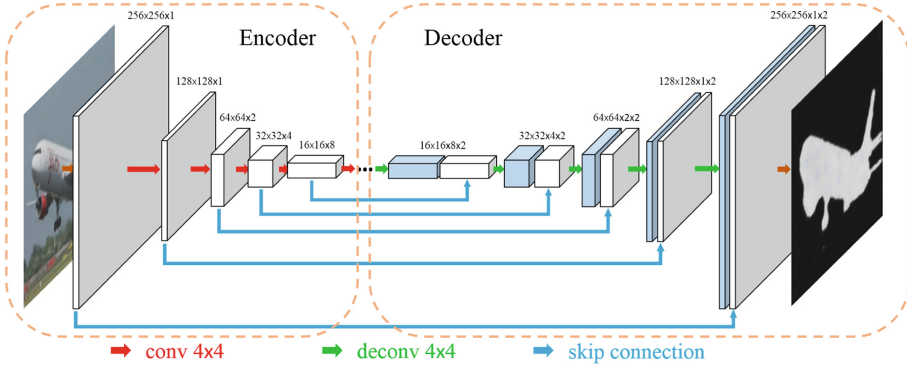 256x256x1
Encoder
128x128x1
64x64x2
32x32x4
16x16x8
Decoder
16x16x8x2
32x32x4x2
64x64x2x2
128x128x1x2
256x256x1x2
conv 4x4
deconv 4x4
skip connection